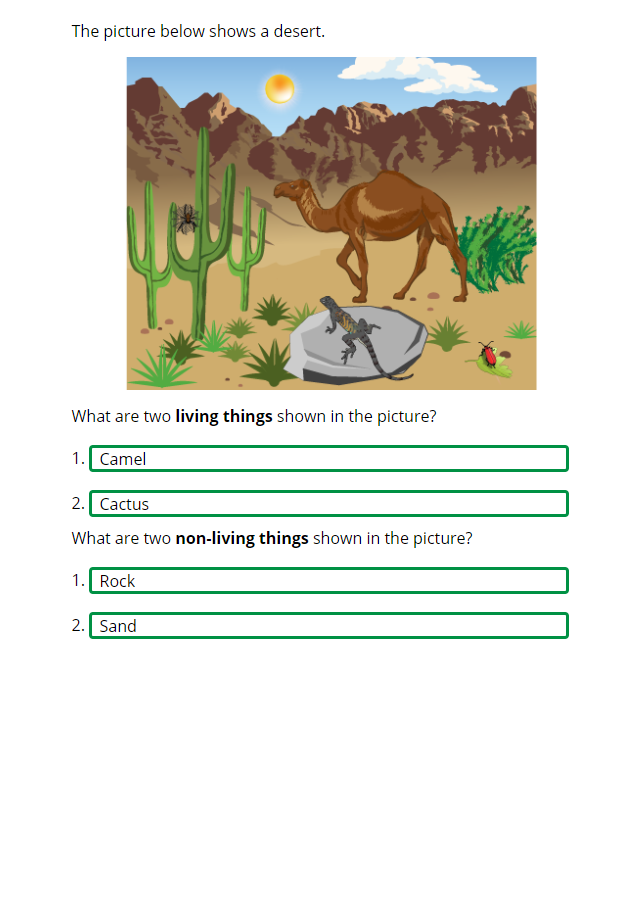 The picture below shows a desert.
What are two living things shown in the picture?
1. Camel
2. Cactus
What are two non-living things shown in the picture?
1. Rock
2. Sand